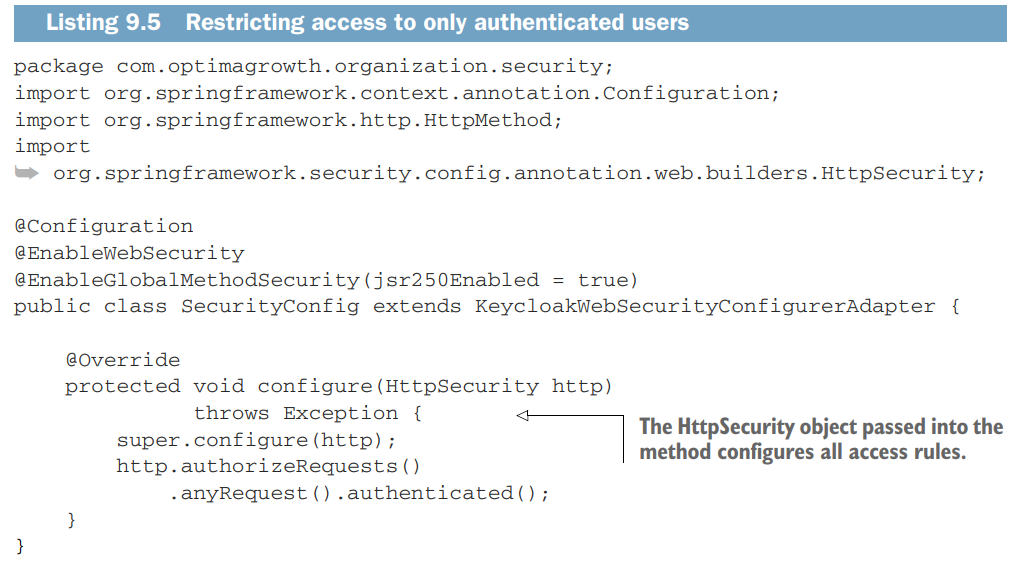 Listing 9.5 Restricting access to only authenticated users
package com.optimagrowth.organization.security;
import org.springframework.context.annotation.Configuration;
import org.springframework.http.HttpMethod;
import
➥ org.springframework.security.config.annotation.web.builders.HttpSecurity;
@Configuration
@EnableWebSecurity
@EnableGlobalMethodSecurity(jsr250Enabled = true)
public class SecurityConfig extends KeycloakWebSecurityConfigurerAdapter {
@Override
protected void configure(HttpSecurity http)
throws Exception {
super.configure(http);
http.authorizeRequests()
.anyRequest().authenticated();
}
}
The HttpSecurity object passed into the
method configures all access rules.